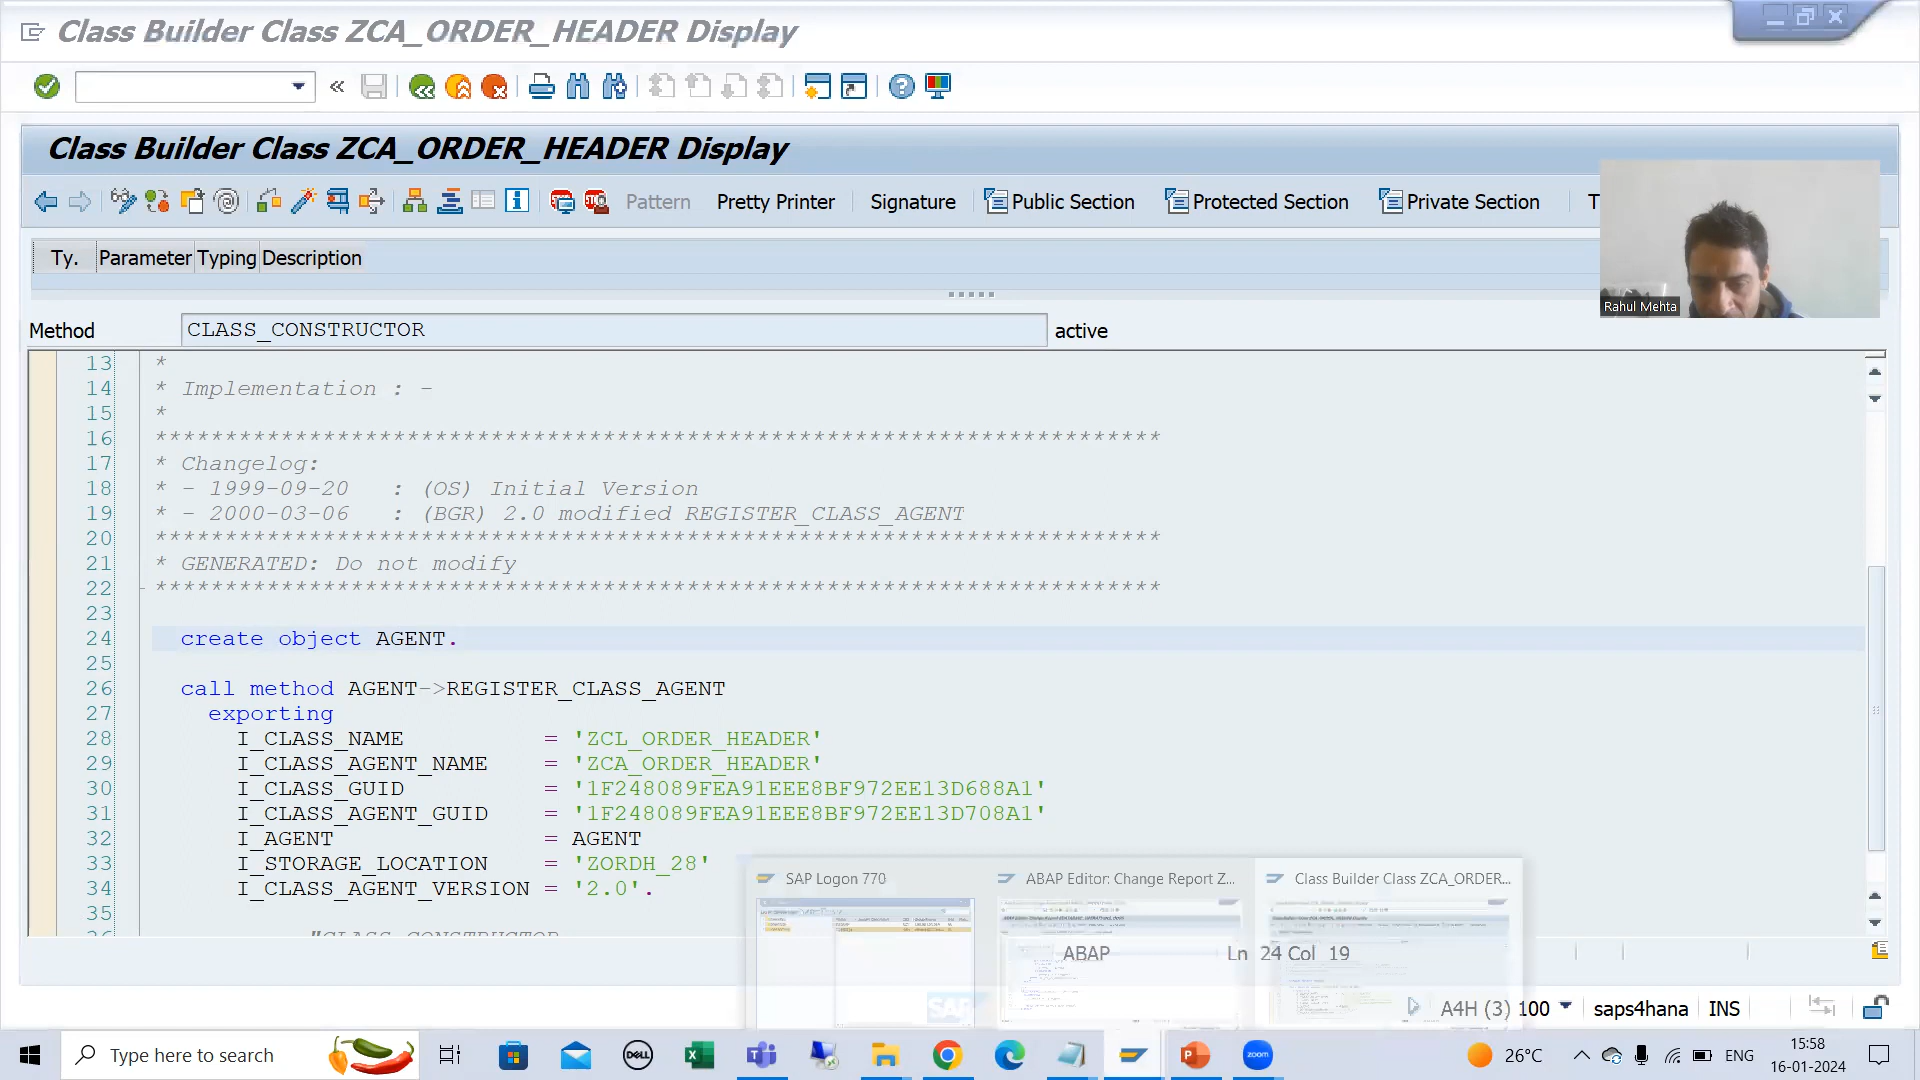 Class Builder Class ZCA_ORDER_HEADER Display
Class Builder Class ZCA_ORDER_HEADER Display
Pattern Pretty Printer Signature Public Section Protected Section Private Section T
Ty. Parameter Typing Description
Rahul Mehta
Method CLASS_CONSTRUCTOR active
13 *
14 * Implementation : -
15 *
16 *************************************************************************
17 * Changelog:
18 * - 1999-09-20 : (OS) Initial Version
19 * - 2000-03-06 : (BGR) 2.0 modified REGISTER_CLASS_AGENT
20 *************************************************************************
21 * GENERATED: Do not modify
22 *************************************************************************
23
24 create object AGENT.
25
26 call method AGENT->REGISTER_CLASS_AGENT
27 exporting
28 I_CLASS_NAME = 'ZCL_ORDER_HEADER'
29 I_CLASS_AGENT_NAME = 'ZCA_ORDER_HEADER'
30 I_CLASS_GUID = '1F248089FEA91EEE8BF972EE13D688A1'
31 I_CLASS_AGENT_GUID = '1F248089FEA91EEE8BF972EE13D708A1'
32 I_AGENT = AGENT
33 I_STORAGE_LOCATION = 'ZORDH_28'
34 I_CLASS_AGENT_VERSION = '2.0'.
35
36 "CLASS_CONSTRUCTOR
SAP Logon 770 ABAP Editor: Change Report Z... Class Builder Class ZCA_ORDER...
SAP
ABAP Ln 24 Col 19
A4H (3) 100 saps4hana INS
Type here to search
DELL
zoom
26°C ENG 15:58
16-01-2024